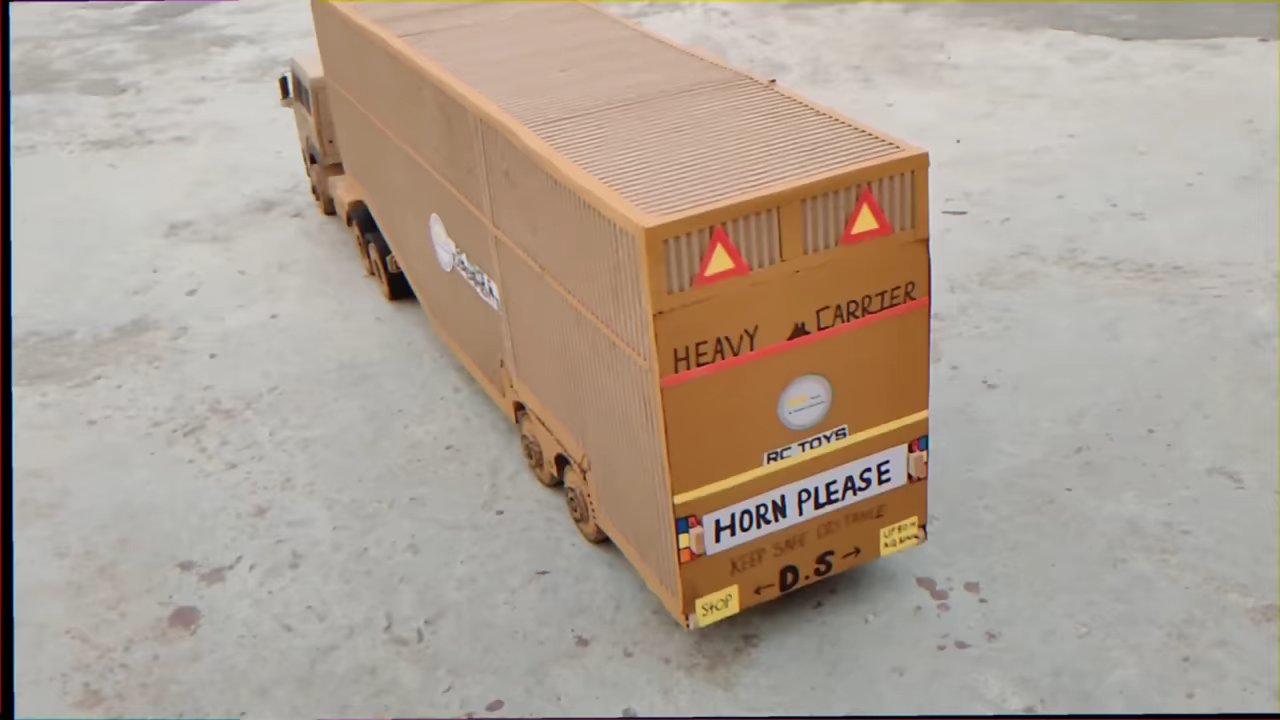 HEAVY CARRIER
RC TOYS
HORN PLEASE
KEEP SAFE DISTANCE
←D.S→
STOP